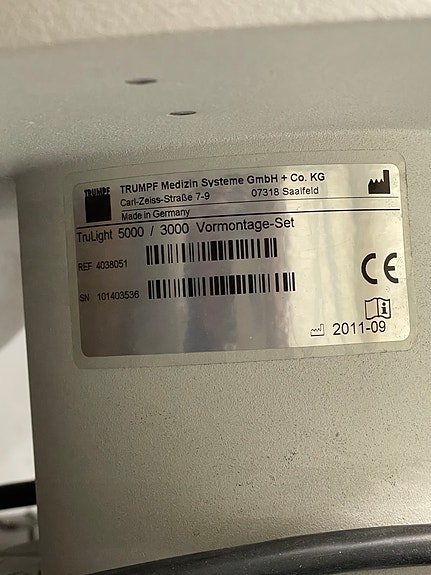 TRUMPF
TRUMPF Medizin Systeme GmbH + Co. KG
Carl-Zeiss-Straße 7-9 07318 Saalfeld
Made in Germany
TruLight 5000 / 3000 Vormontage-Set
REF 4038051
SN 101403536
CE
2011-09